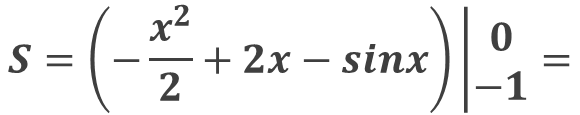 S = (−x²/2 + 2x − sinx) |₋₁⁰ =